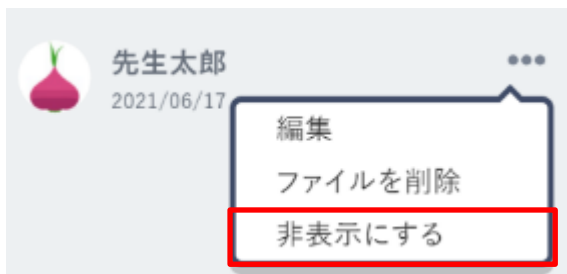 先生太郎
2021/06/17
編集
ファイルを削除
非表示にする